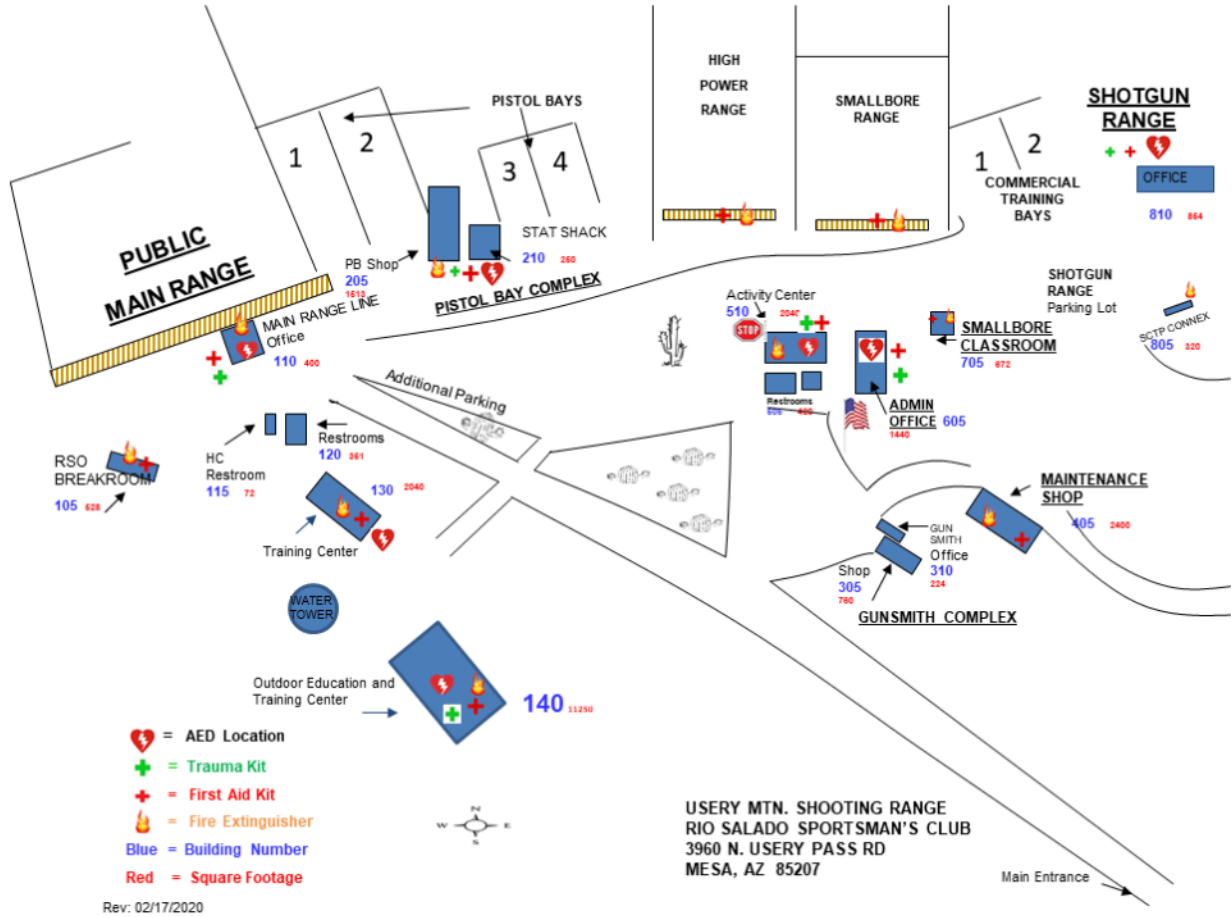 HIGH
POWER
RANGE
SMALLBORE
RANGE
PISTOL BAYS
1
2
3
4
SHOTGUN
RANGE
OFFICE
810 864
1
2
COMMERCIAL
TRAINING
BAYS
PUBLIC
MAIN RANGE
PB Shop
205
STAT SHACK
210 250
PISTOL BAY COMPLEX
MAIN RANGE LINE
Office
110 400
Activity Center
510 2040
STOP
SHOTGUN
RANGE
Parking Lot
SCTP CONNEX
805 320
SMALLBORE
CLASSROOM
705 672
Restrooms
ADMIN
OFFICE 605
1440
Additional Parking
RSO
BREAKROOM
105 628
HC
Restroom
115 72
Restrooms
120 361
130 2040
Training Center
MAINTENANCE
SHOP
405 2400
GUN
SMITH
Office
310
224
Shop
305
760
GUNSMITH COMPLEX
WATER
TOWER
Outdoor Education and
Training Center
140 11250
= AED Location
= Trauma Kit
= First Aid Kit
= Fire Extinguisher
Blue = Building Number
Red = Square Footage
Rev: 02/17/2020
N
W E
S
USERY MTN. SHOOTING RANGE
RIO SALADO SPORTSMAN'S CLUB
3960 N. USERY PASS RD
MESA, AZ 85207
Main Entrance